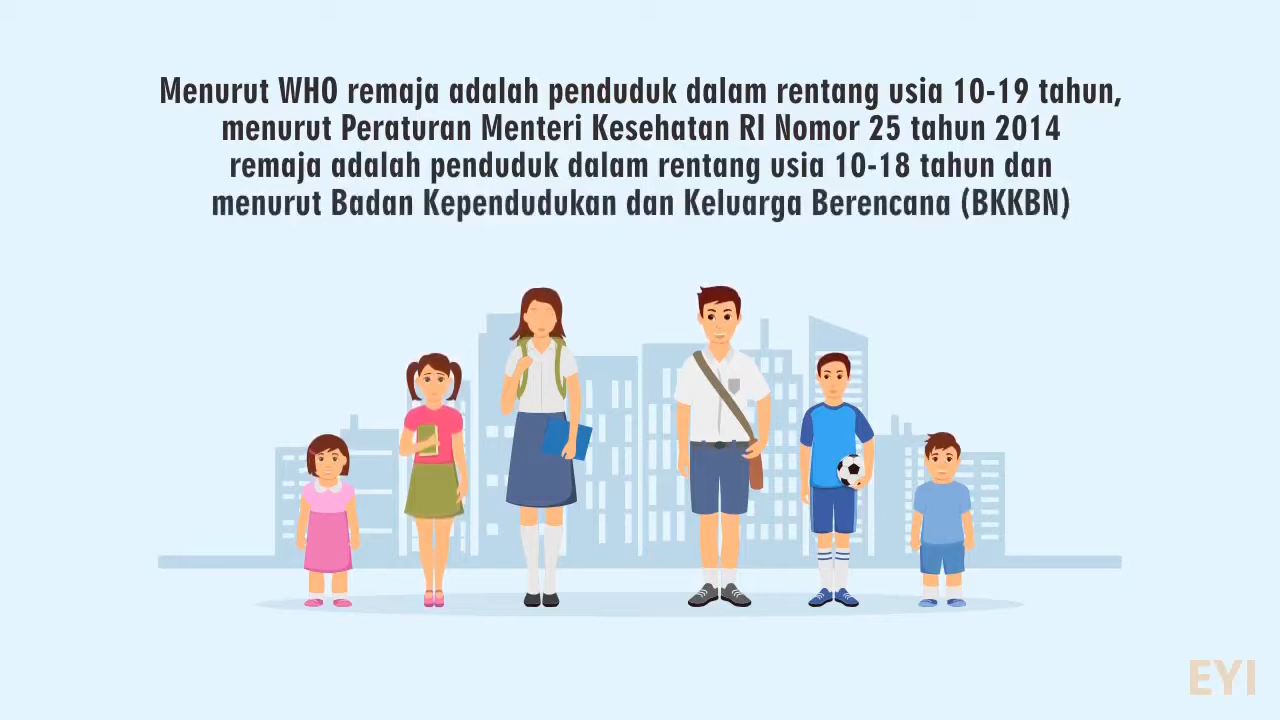 Menurut WHO remaja adalah penduduk dalam rentang usia 10-19 tahun,
menurut Peraturan Menteri Kesehatan RI Nomor 25 tahun 2014
remaja adalah penduduk dalam rentang usia 10-18 tahun dan
menurut Badan Kependudukan dan Keluarga Berencana (BKKBN)
EYI